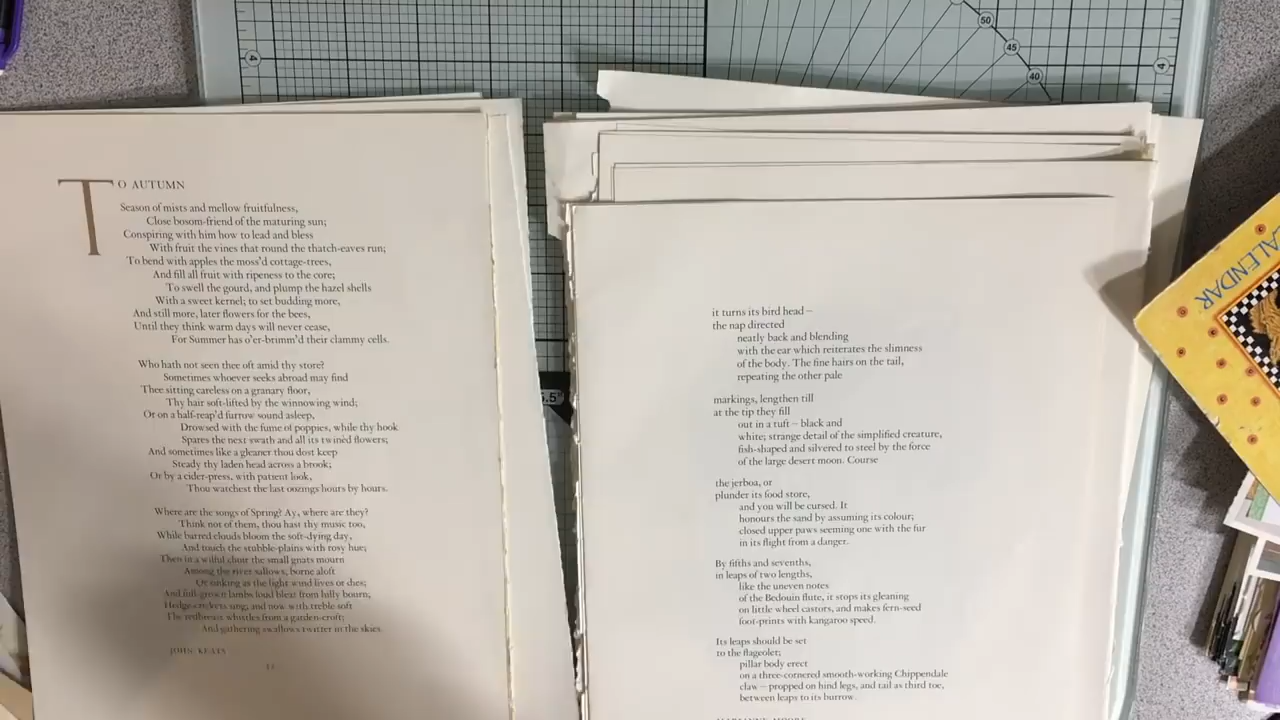 50
45
40
4
4
TO AUTUMN
Season of mists and mellow fruitfulness,
Close bosom-friend of the maturing sun;
Conspiring with him how to lead and bless
With fruit the vines that round the thatch-eaves run;
To bend with apples the moss'd cottage-trees,
And fill all fruit with ripeness to the core;
To swell the gourd, and plump the hazel shells
With a sweet kernel; to set budding more,
And still more, later flowers for the bees,
Until they think warm days will never cease,
For Summer has o'er-brimm'd their clammy cells.
Who hath not seen thee oft amid thy store?
Sometimes whoever seeks abroad may find
Thee sitting careless on a granary floor,
Thy hair soft-lifted by the winnowing wind;
Or on a half-reap'd furrow sound asleep,
Drowsed with the fume of poppies, while thy hook
Spares the next swath and all its twinèd flowers;
And sometimes like a gleaner thou dost keep
Steady thy laden head across a brook;
Or by a cider-press, with patient look,
Thou watchest the last oozings hours by hours.
Where are the songs of Spring? Ay, where are they?
Think not of them, thou hast thy music too,
While barred clouds bloom the soft-dying day,
And touch the stubble-plains with rosy hue;
Then in a wilful choir the small gnats mourn
Among the river sallows, borne aloft
Or sinking as the light wind lives or dies;
And full-grown lambs loud bleat from hilly bourn,
Hedge-crickets sing; and now with treble soft
The redbreast whistles from a garden-croft;
And gathering swallows twitter in the skies.
JOHN KEATS
it turns its bird head –
the nap directed
neatly back and blending
with the ear which reiterates the slimness
of the body. The fine hairs on the tail,
repeating the other pale
markings, lengthen till
at the tip they fill
out in a tuft – black and
white; strange detail of the simplified creature,
fish-shaped and silvered to steel by the force
of the large desert moon. Course
the jerboa, or
plunder its food store,
and you will be cursed. It
honours the sand by assuming its colour;
closed upper paws seeming one with the fur
in its flight from a danger.
By fifths and sevenths,
in leaps of two lengths,
like the uneven notes
of the Bedouin flute, it stops its gleaning
on little wheel castors, and makes fern-seed
foot-prints with kangaroo speed.
Its leaps should be set
to the flageolet;
pillar body erect
on a three-cornered smooth-working Chippendale
claw – propped on hind legs, and tail as third toe,
between leaps to its burrow.
MARIANNE MOORE
CALENDAR